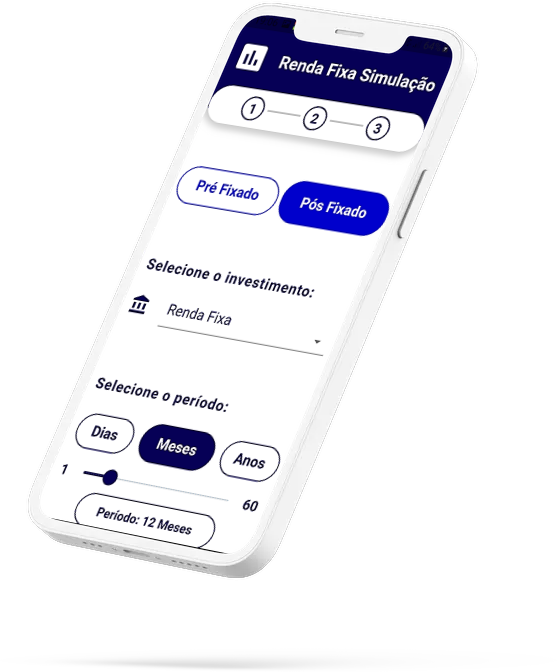 Renda Fixa Simulação
1 2 3
Pré Fixado Pós Fixado
Selecione o investimento:
Renda Fixa
Selecione o período:
Dias Meses Anos
1 60
Período: 12 Meses